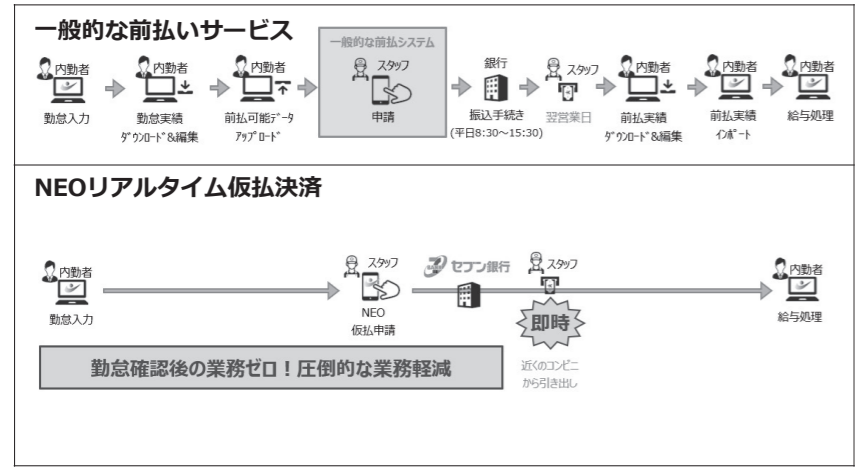 一般的な前払いサービス
一般的な前払システム
内勤者
勤怠入力
内勤者
勤怠実績
ﾀﾞｳﾝﾛｰﾄﾞ&編集
内勤者
前払可能ﾃﾞｰﾀ
ｱｯﾌﾟﾛｰﾄﾞ
スタッフ
申請
銀行
振込手続き
(平日8:30～15:30)
スタッフ
翌営業日
内勤者
前払実績
ﾀﾞｳﾝﾛｰﾄﾞ&編集
内勤者
前払実績
ｲﾝﾎﾟｰﾄ
内勤者
給与処理
NEOリアルタイム仮払決済
内勤者
勤怠入力
スタッフ
NEO
仮払申請
セブン銀行
スタッフ
即時
近くのコンビニ
から引き出し
内勤者
給与処理
勤怠確認後の業務ゼロ！圧倒的な業務軽減